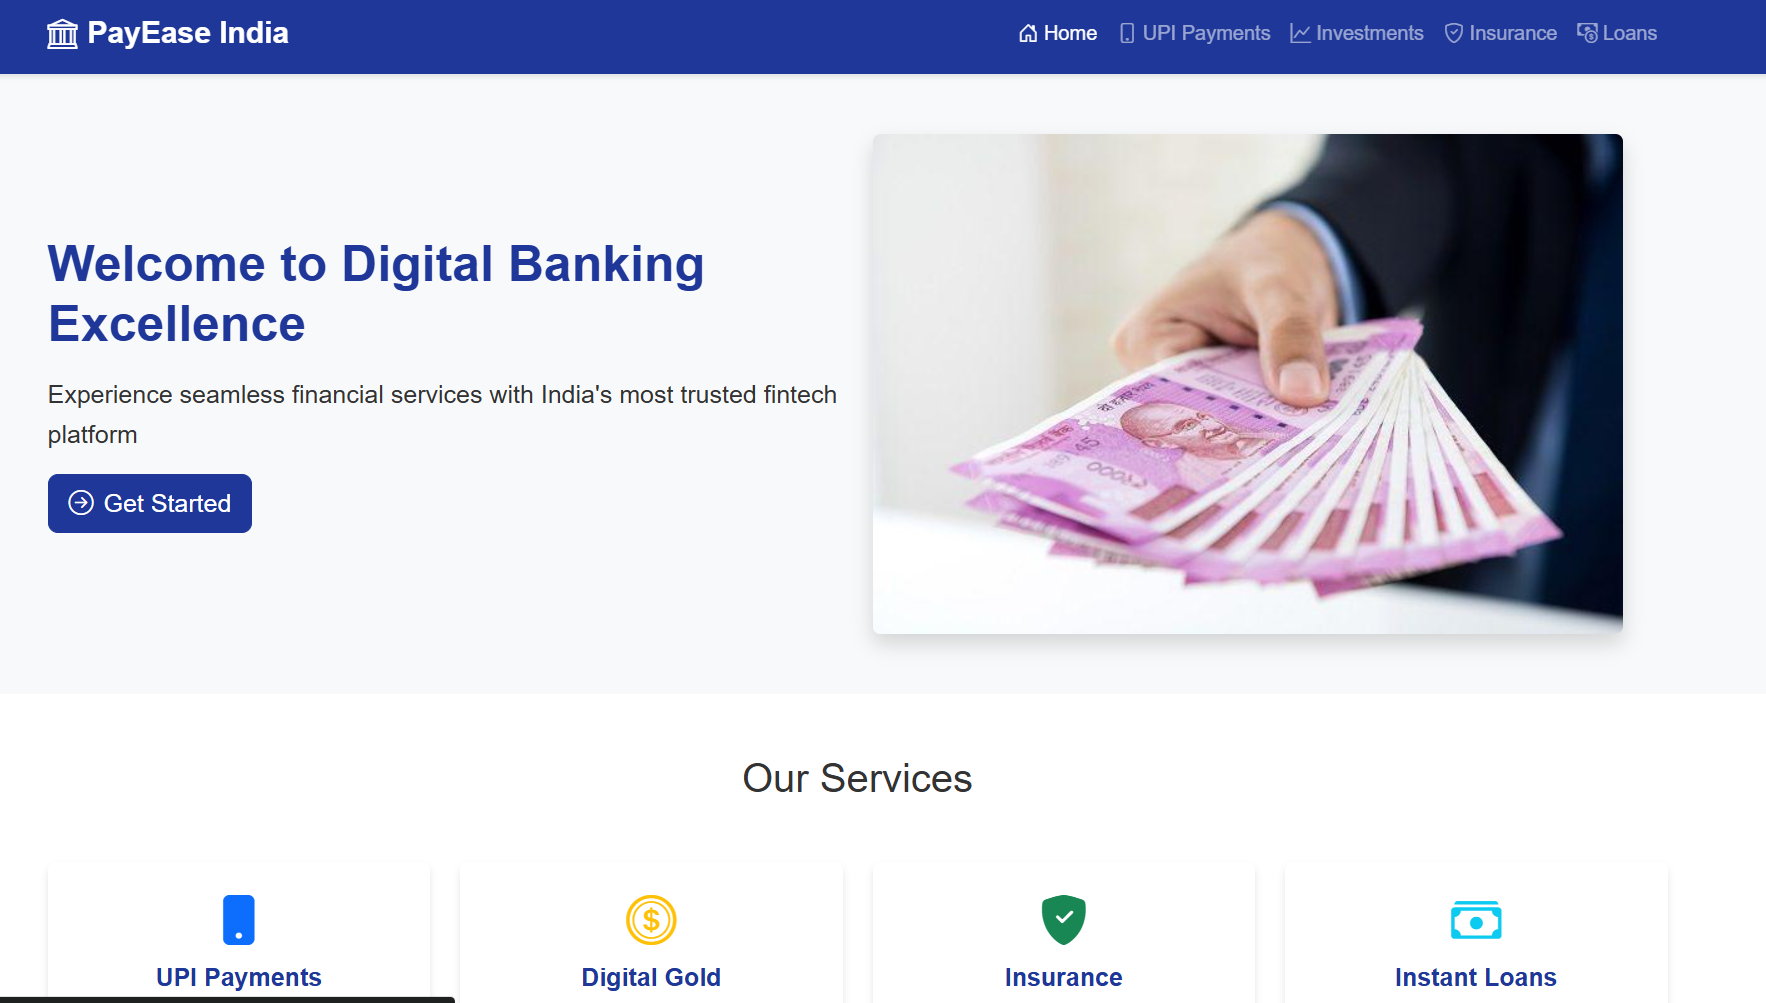 PayEase India
Home UPI Payments Investments Insurance Loans
Welcome to Digital Banking
Excellence
Experience seamless financial services with India's most trusted fintech
platform
Get Started
Our Services
UPI Payments Digital Gold Insurance Instant Loans